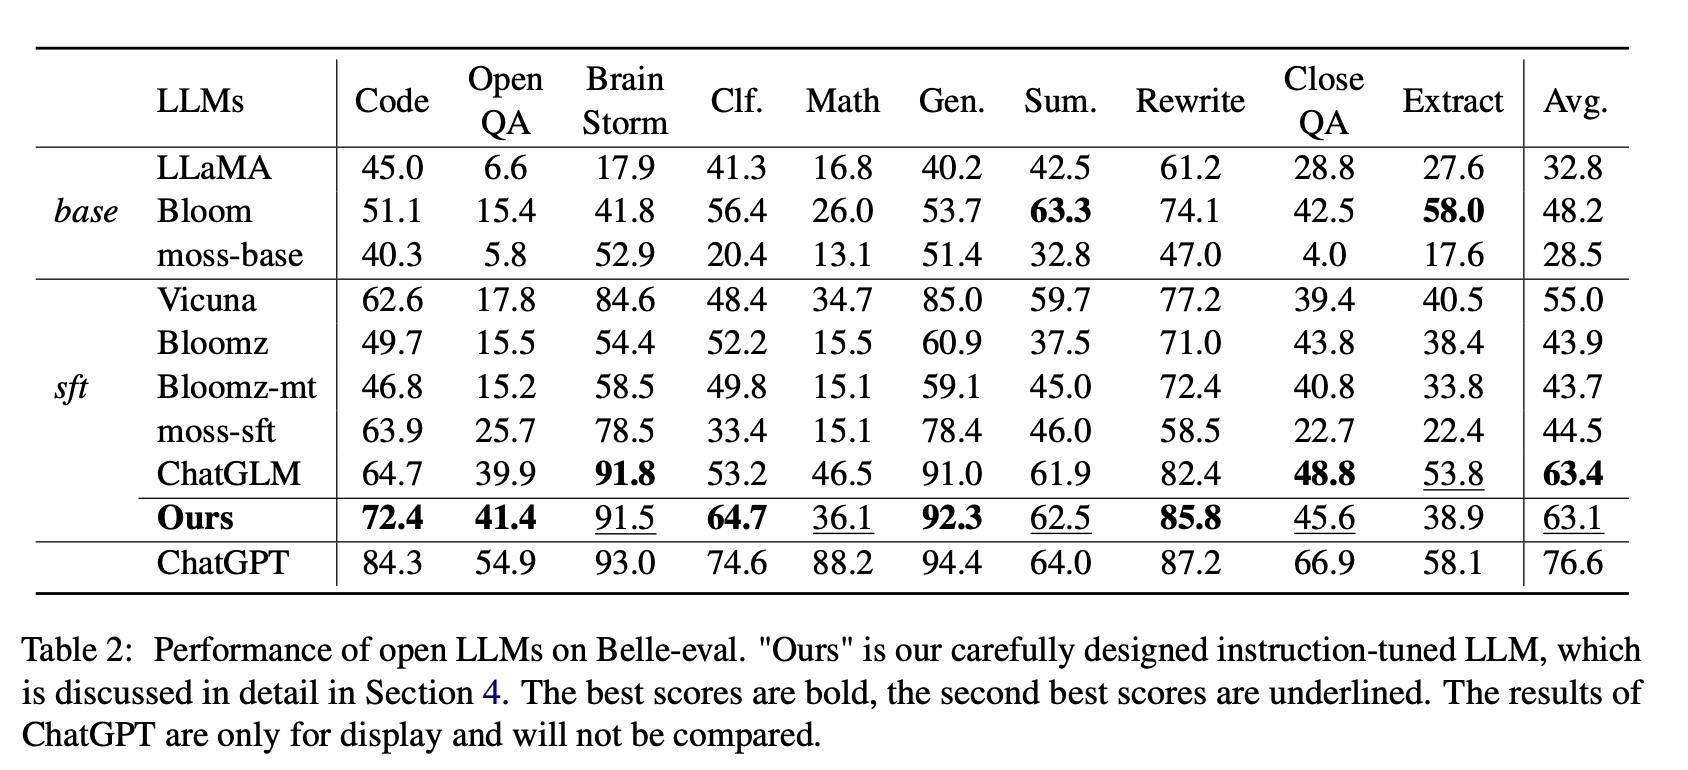 LLMs Code Open QA Brain Storm Clf. Math Gen. Sum. Rewrite Close QA Extract Avg.
base
LLaMA 45.0 6.6 17.9 41.3 16.8 40.2 42.5 61.2 28.8 27.6 32.8
Bloom 51.1 15.4 41.8 56.4 26.0 53.7 63.3 74.1 42.5 58.0 48.2
moss-base 40.3 5.8 52.9 20.4 13.1 51.4 32.8 47.0 4.0 17.6 28.5
sft
Vicuna 62.6 17.8 84.6 48.4 34.7 85.0 59.7 77.2 39.4 40.5 55.0
Bloomz 49.7 15.5 54.4 52.2 15.5 60.9 37.5 71.0 43.8 38.4 43.9
Bloomz-mt 46.8 15.2 58.5 49.8 15.1 59.1 45.0 72.4 40.8 33.8 43.7
moss-sft 63.9 25.7 78.5 33.4 15.1 78.4 46.0 58.5 22.7 22.4 44.5
ChatGLM 64.7 39.9 91.8 53.2 46.5 91.0 61.9 82.4 48.8 53.8 63.4
Ours 72.4 41.4 91.5 64.7 36.1 92.3 62.5 85.8 45.6 38.9 63.1
ChatGPT 84.3 54.9 93.0 74.6 88.2 94.4 64.0 87.2 66.9 58.1 76.6
Table 2: Performance of open LLMs on Belle-eval. "Ours" is our carefully designed instruction-tuned LLM, which
is discussed in detail in Section 4. The best scores are bold, the second best scores are underlined. The results of
ChatGPT are only for display and will not be compared.